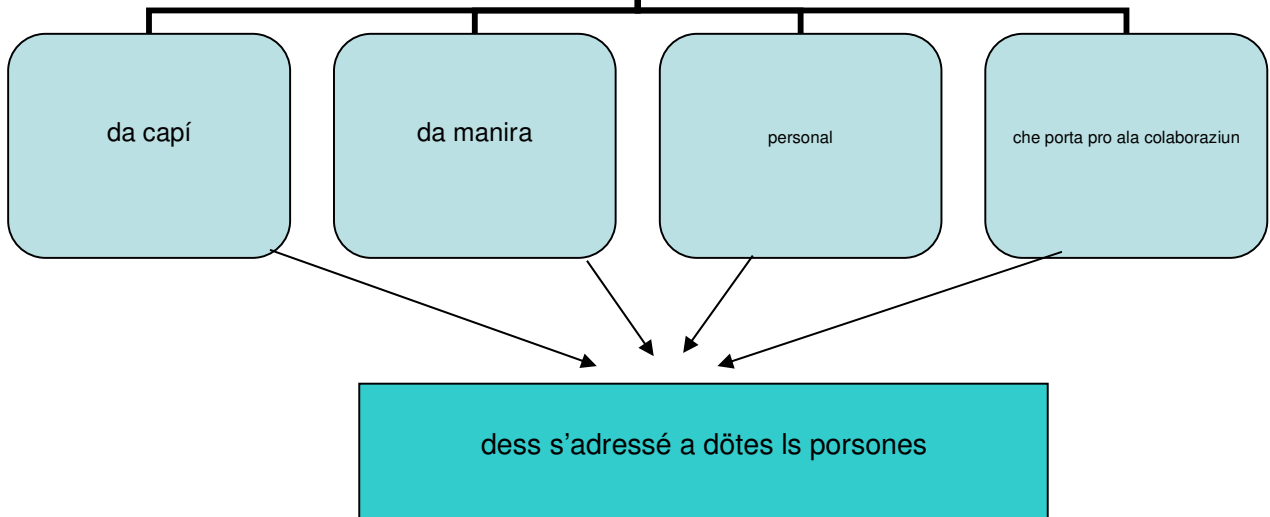 da capí
da manira
personal
che porta pro ala colaboraziun
dess s’adressé a dötes ls porsones